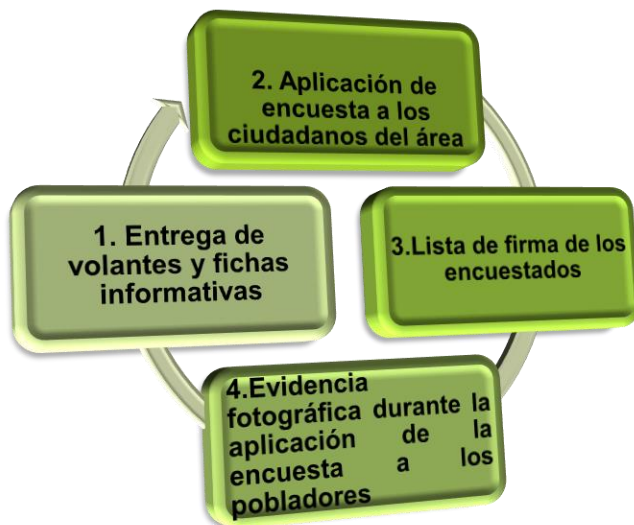 1. Entrega de
volantes y fichas
informativas
2. Aplicación de
encuesta a los
ciudadanos del área
3.Lista de firma de los
encuestados
4.Evidencia
fotográfica durante la
aplicación de la
encuesta a los
pobladores